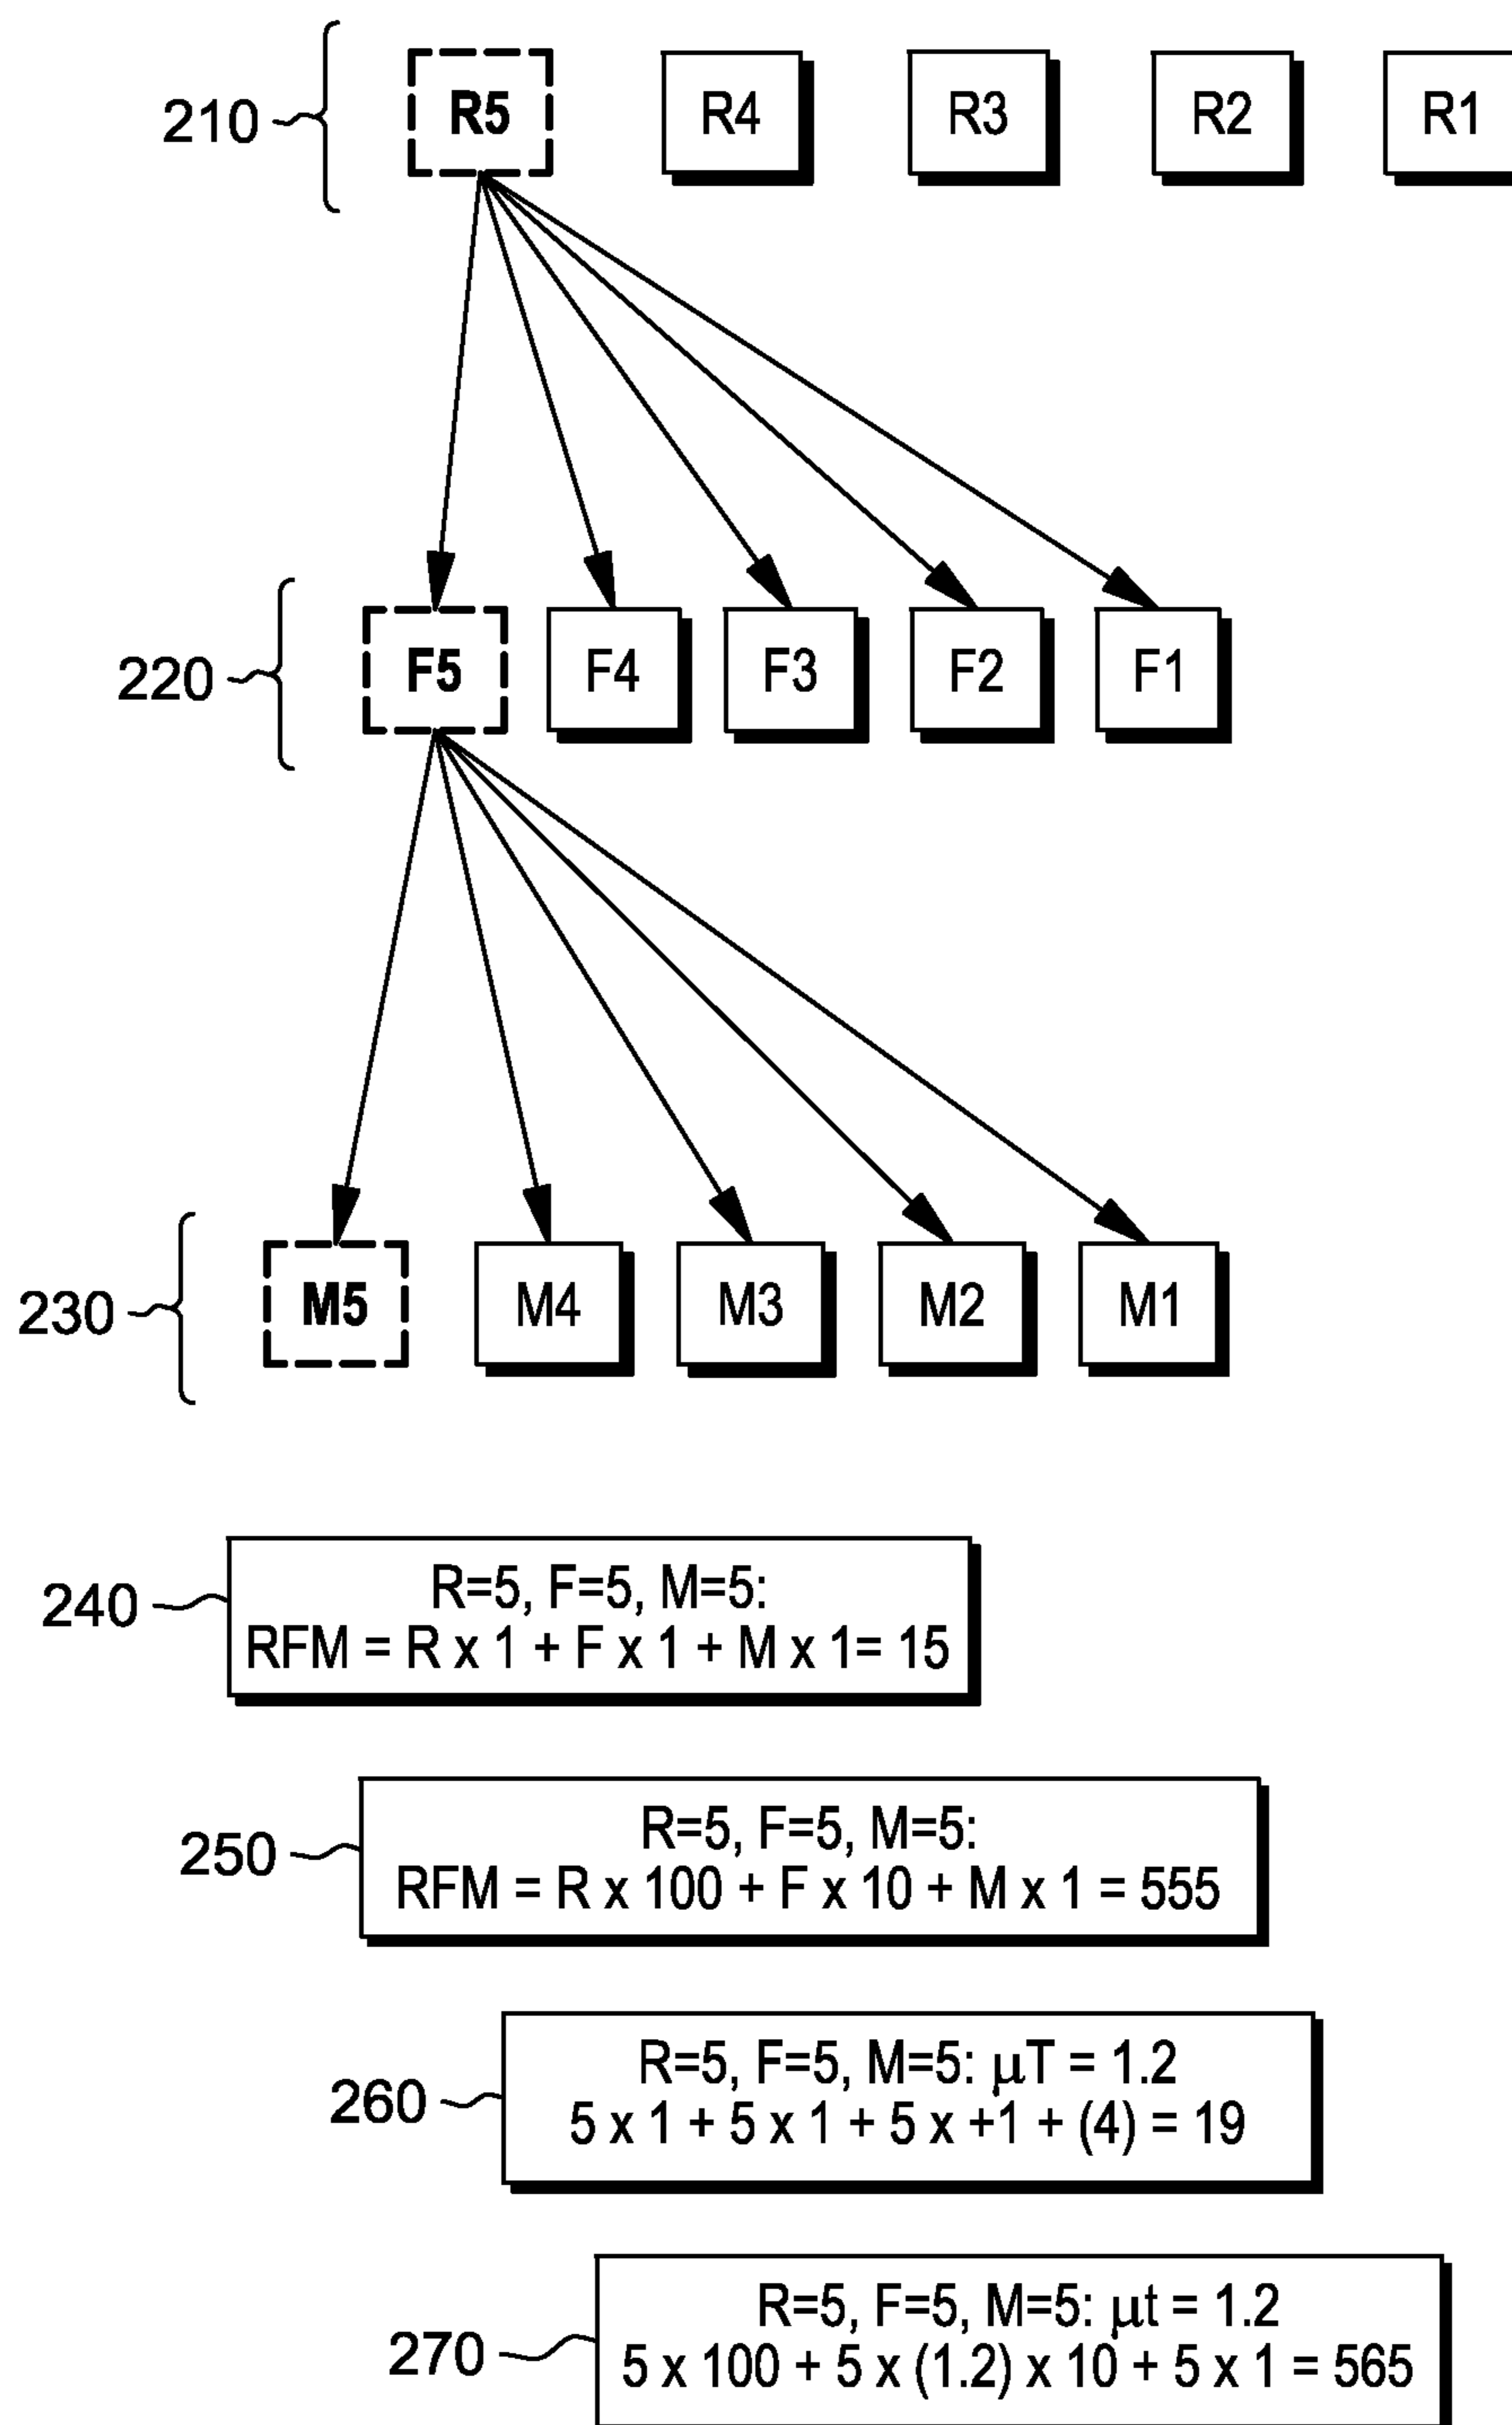 210 R5 R4 R3 R2 R1
220 F5 F4 F3 F2 F1
230 M5 M4 M3 M2 M1
240
R=5, F=5, M=5:
RFM = R x 1 + F x 1 + M x 1= 15
250
R=5, F=5, M=5:
RFM = R x 100 + F x 10 + M x 1 = 555
260
R=5, F=5, M=5: μT = 1.2
5 x 1 + 5 x 1 + 5 x +1 + (4) = 19
270
R=5, F=5, M=5: μt = 1.2
5 x 100 + 5 x (1.2) x 10 + 5 x 1 = 565